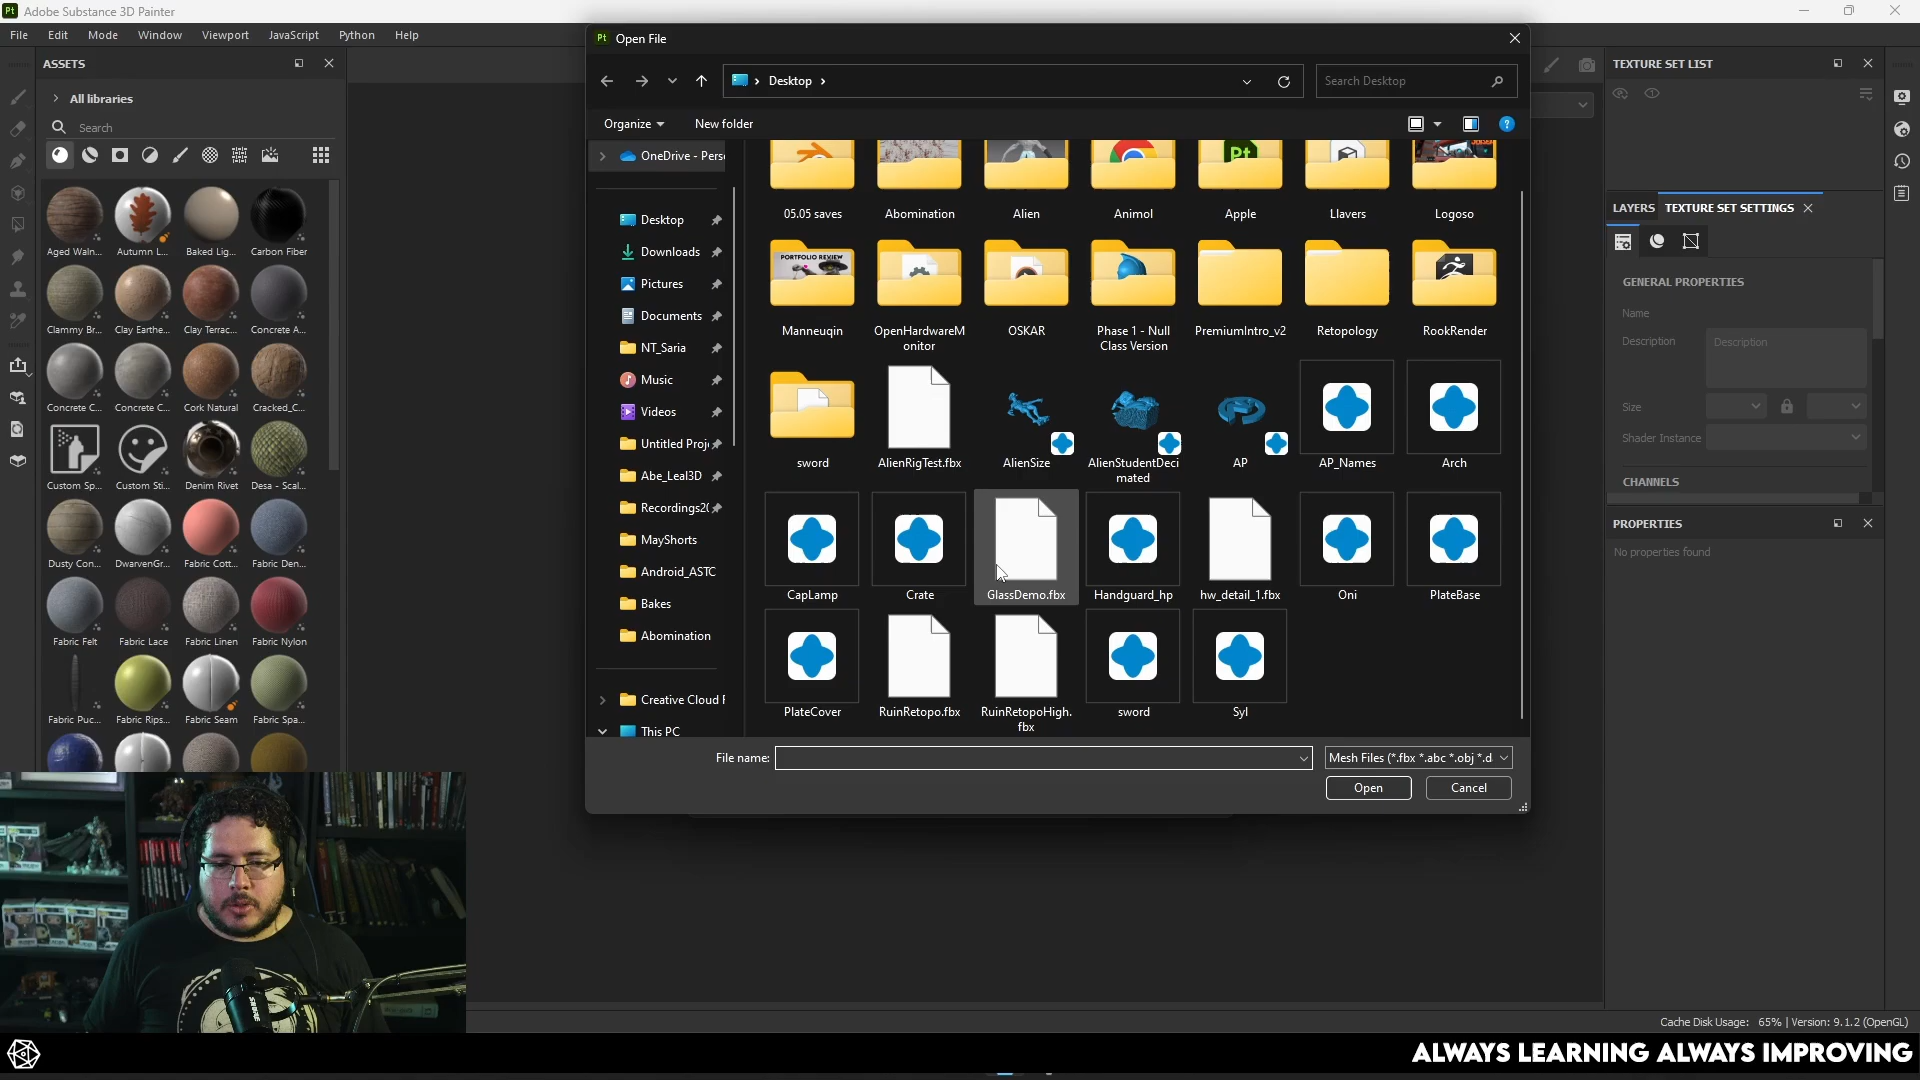 Pt Adobe Substance 3D Painter
File Edit Mode Window Viewport JavaScript Python Help
ASSETS
All libraries
Search
Aged Waln... Autumn L... Baked Lig... Carbon Fiber
Clammy Br... Clay Earthe... Clay Terrac... Concrete A...
Concrete C... Concrete C... Cork Natural Cracked_C...
Custom Sp... Custom Sti... Denim Rivet Desa - Scal...
Dusty Con... DwarvenGr... Fabric Cott... Fabric Den...
Fabric Felt Fabric Lace Fabric Linen Fabric Nylon
Fabric Puc... Fabric Rips... Fabric Seam Fabric Spa...
Pt Open File
Desktop
Search Desktop
Organize New folder
OneDrive - Perso
Desktop
Downloads
Pictures
Documents
NT_Saria
Music
Videos
Untitled Proj
Abe_Leal3D
Recordings20
MayShorts
Android_ASTC
Bakes
Abomination
Creative Cloud F
This PC
Pt
05.05 saves Abomination Alien Animol Apple Llavers Logoso
PORTFOLIO REVIEW
Manneuqin OpenHardwareM OSKAR Phase 1 - Null PremiumIntro_v2 Retopology RookRender
onitor Class Version
sword AlienRigTest.fbx AlienSize AlienStudentDeci AP AP_Names Arch
mated
CapLamp Crate GlassDemo.fbx Handguard_hp hw_detail_1.fbx Oni PlateBase
PlateCover RuinRetopo.fbx RuinRetopoHigh. sword Syl
fbx
File name: Mesh Files (*.fbx *.abc *.obj *.d
Open Cancel
TEXTURE SET LIST
LAYERS TEXTURE SET SETTINGS
GENERAL PROPERTIES
Name
Description Description
Size
Shader Instance
CHANNELS
PROPERTIES
No properties found
Cache Disk Usage: 65% | Version: 9.1.2 (OpenGL)
SHURE
ALWAYS LEARNING ALWAYS IMPROVING